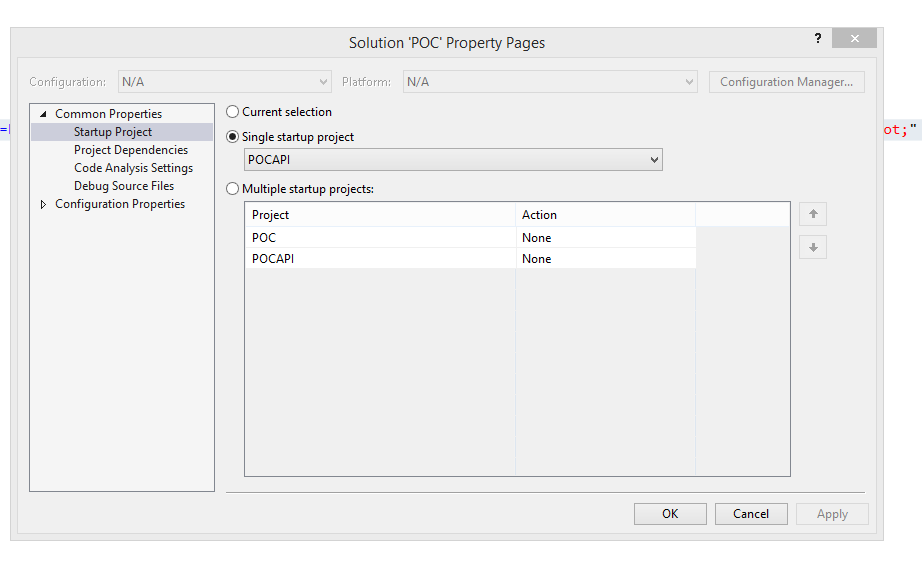 Solution 'POC' Property Pages
?
Configuration: N/A Platform: N/A Configuration Manager...
Common Properties
Startup Project
Project Dependencies
Code Analysis Settings
Debug Source Files
Configuration Properties
Current selection
Single startup project
POCAPI
Multiple startup projects:
Project Action
POC None
POCAPI None
OK Cancel Apply
ot;"